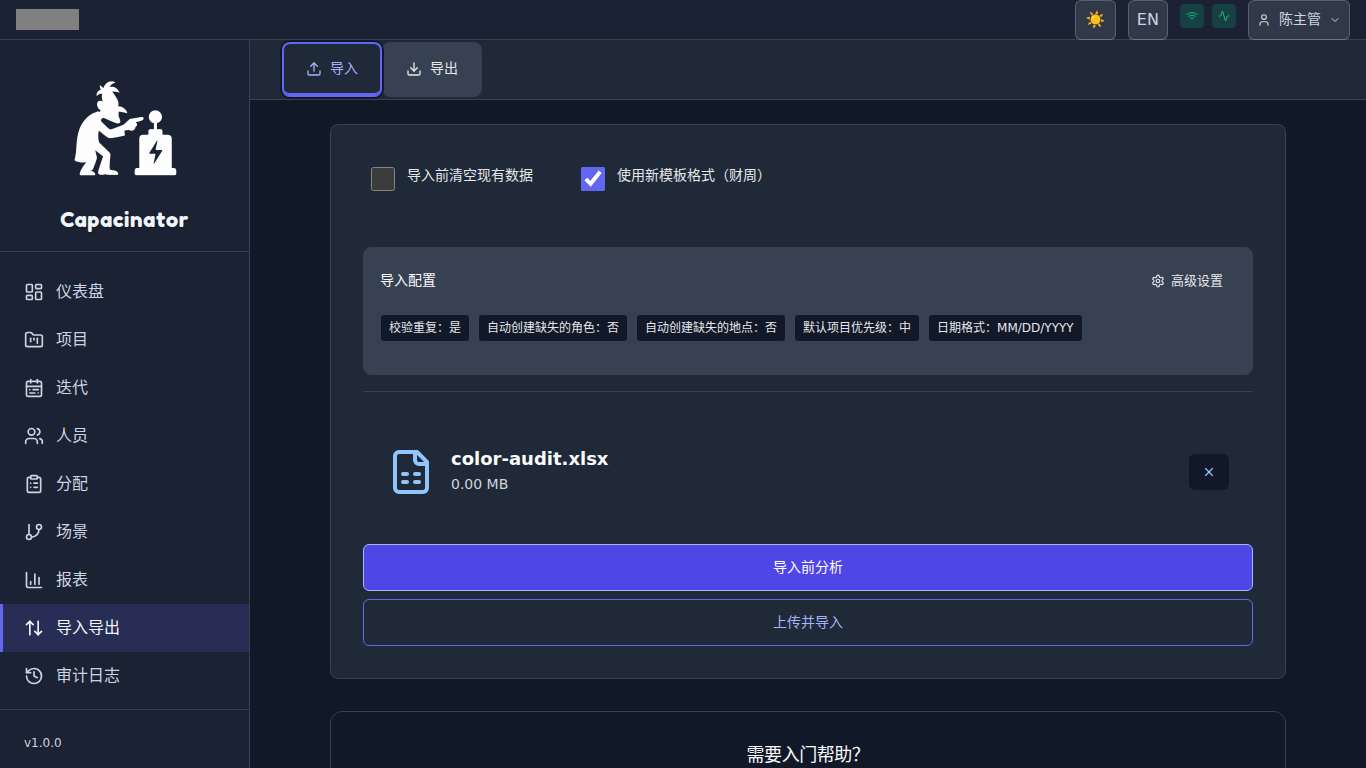 EN
陈主管
导入
导出
Capacinator
仪表盘
项目
迭代
人员
分配
场景
报表
导入导出
审计日志
v1.0.0
导入前清空现有数据
使用新模板格式（财周）
导入配置
高级设置
校验重复：是
自动创建缺失的角色：否
自动创建缺失的地点：否
默认项目优先级：中
日期格式：MM/DD/YYYY
color-audit.xlsx
0.00 MB
导入前分析
上传并导入
需要入门帮助？